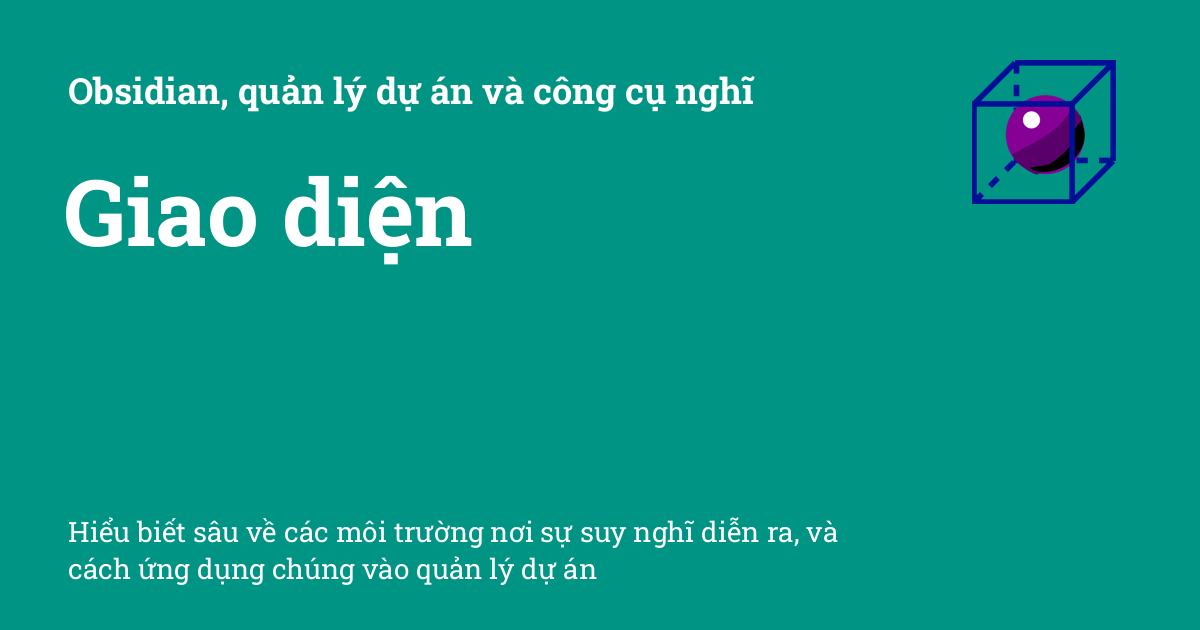 Obsidian, quản lý dự án và công cụ nghĩ
Giao diện
Hiểu biết sâu về các môi trường nơi sự suy nghĩ diễn ra, và
cách ứng dụng chúng vào quản lý dự án